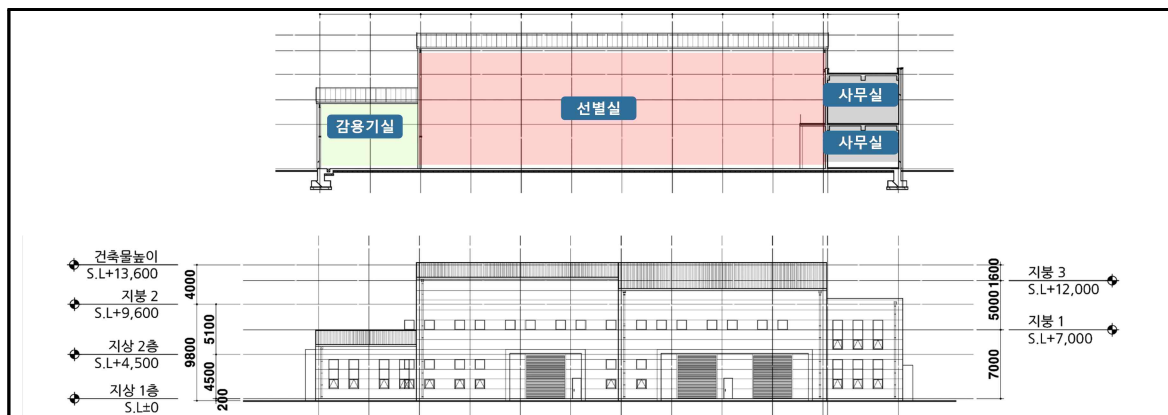 사무실
선별실
감용기실
사무실
건축물높이
S.L+13,600
지붕 2
S.L+9,600
지상 2층
S.L+4,500
지상 1층
S.L±0
4000
5100
9800
4500
200
1600
5000
7000
지붕 3
S.L+12,000
지붕 1
S.L+7,000